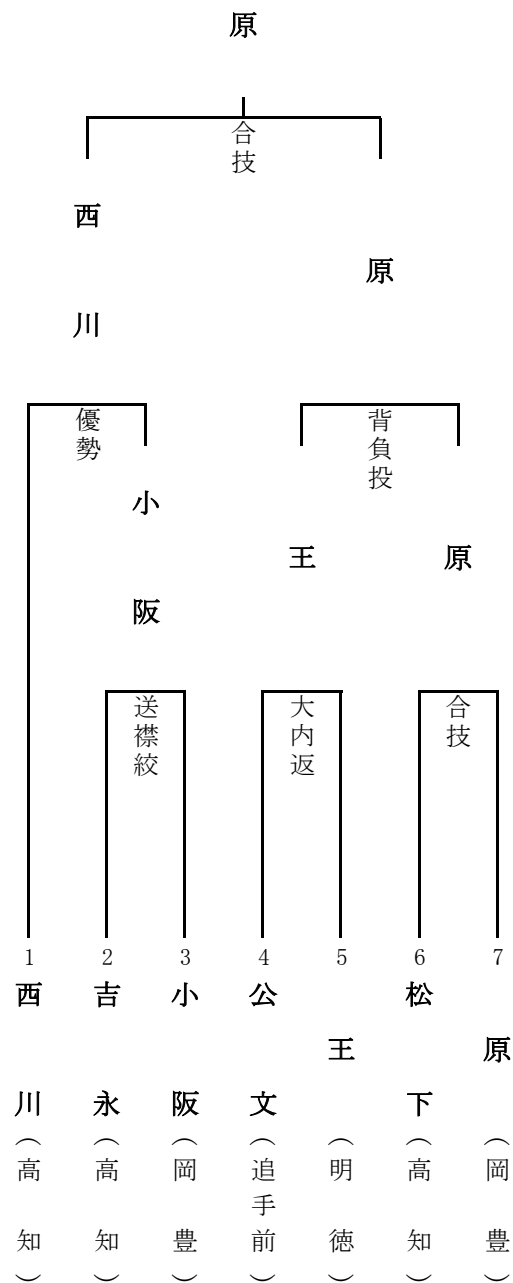 原
合技
西川
原
優勢
背負投
小阪
王
原
送襟絞
大内返
合技
1 2 3 4 5 6 7
西川（高知）
吉永（高知）
小阪（岡豊）
公文（追手前）
王（明徳）
松下（高知）
原（岡豊）